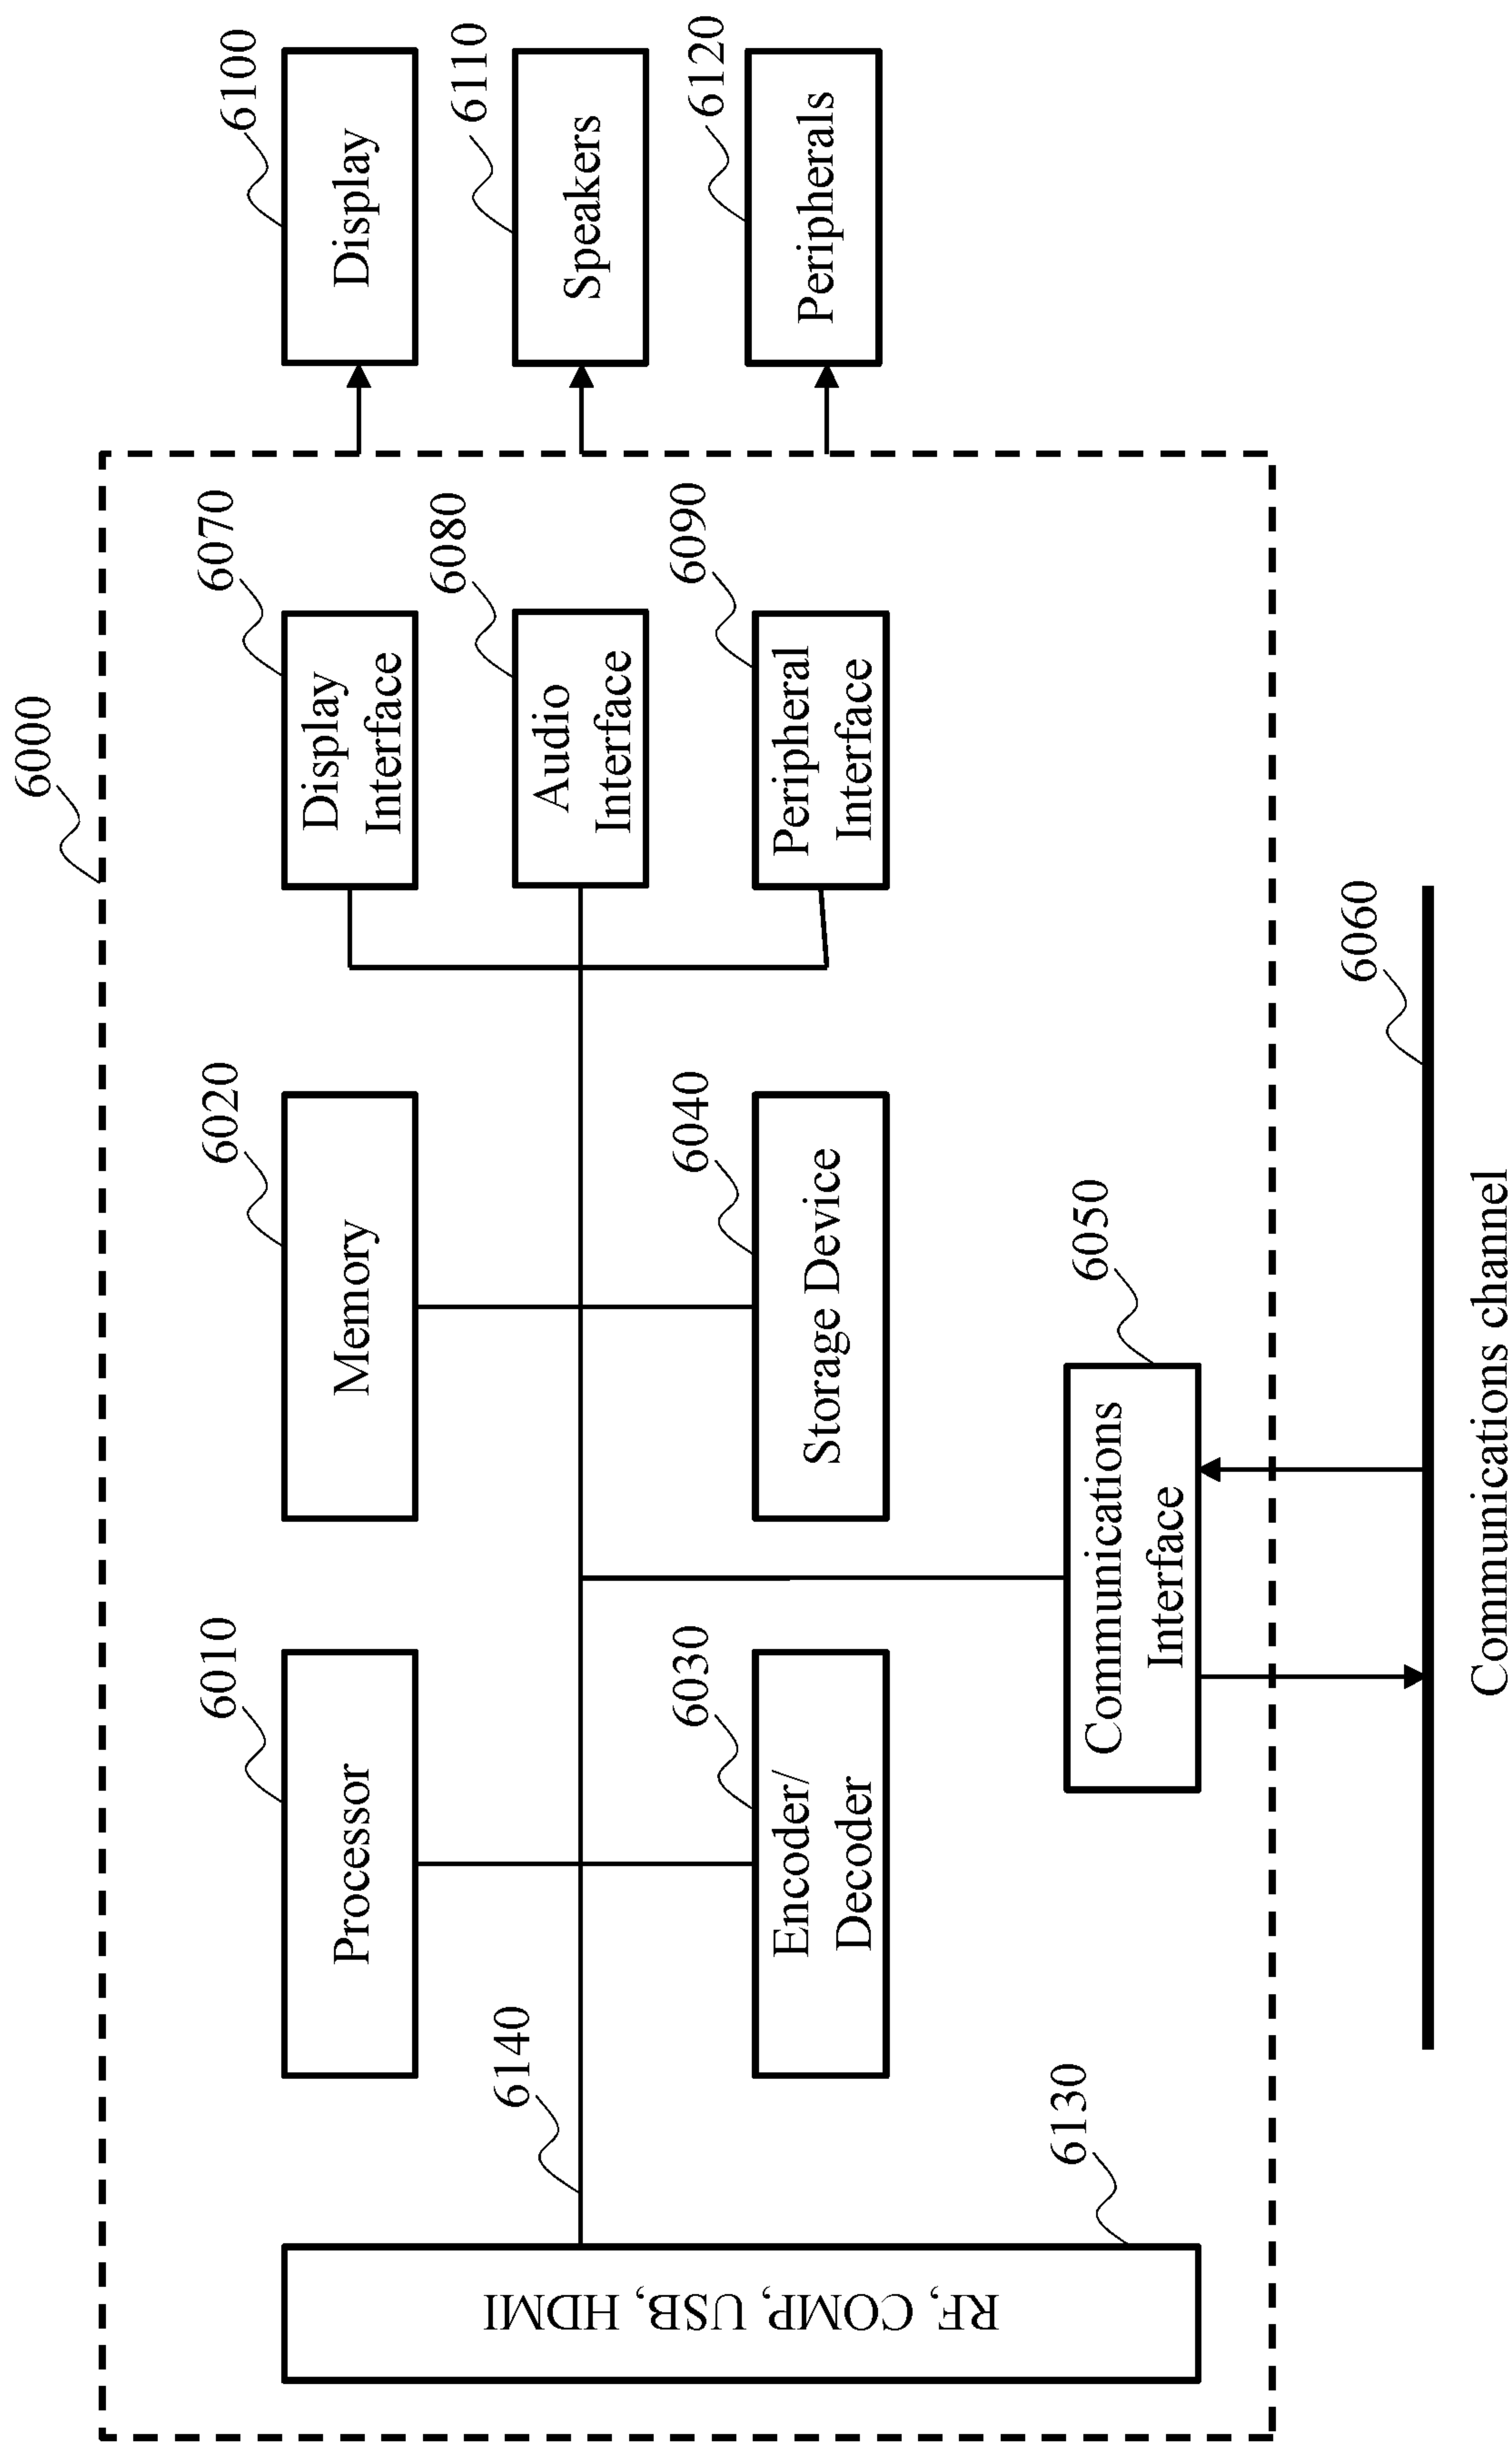 6000
6010
Processor
6020
Memory
6070
Display
Interface
6100
Display
6140
6080
Audio
Interface
6110
Speakers
RF, COMP, USB, HDMI
6130
6030
Encoder/
Decoder
6040
Storage Device
6090
Peripheral
Interface
6120
Peripherals
6050
Communications
Interface
6060
Communications channel